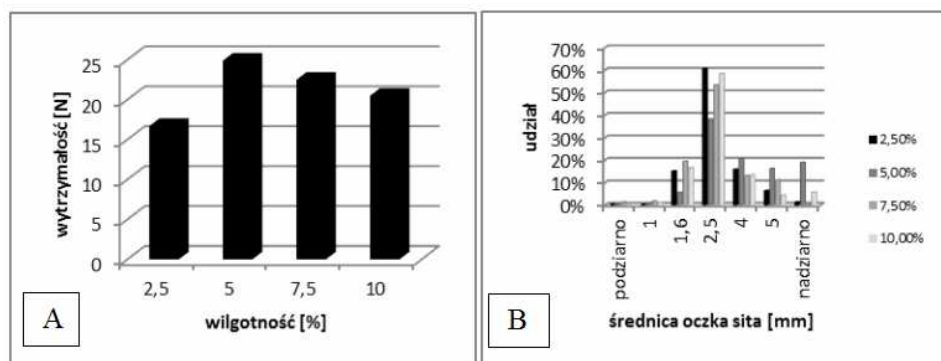 wytrzymałość [N]
25
20
15
10
5
0
2,5 5 7,5 10
wilgotność [%]
A
udział
70%
60%
50%
40%
30%
20%
10%
0%
podziarno 1 1,6 2,5 4 5 nadziarno
średnica oczka sita [mm]
2,50%
5,00%
7,50%
10,00%
B